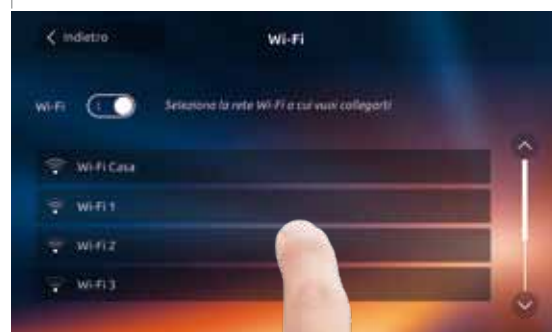 Indietro
Wi-Fi
Wi-Fi
Seleziona la rete Wi-Fi a cui vuoi collegarti
Wi-Fi Casa
Wi-Fi 1
Wi-Fi 2
Wi-Fi 3